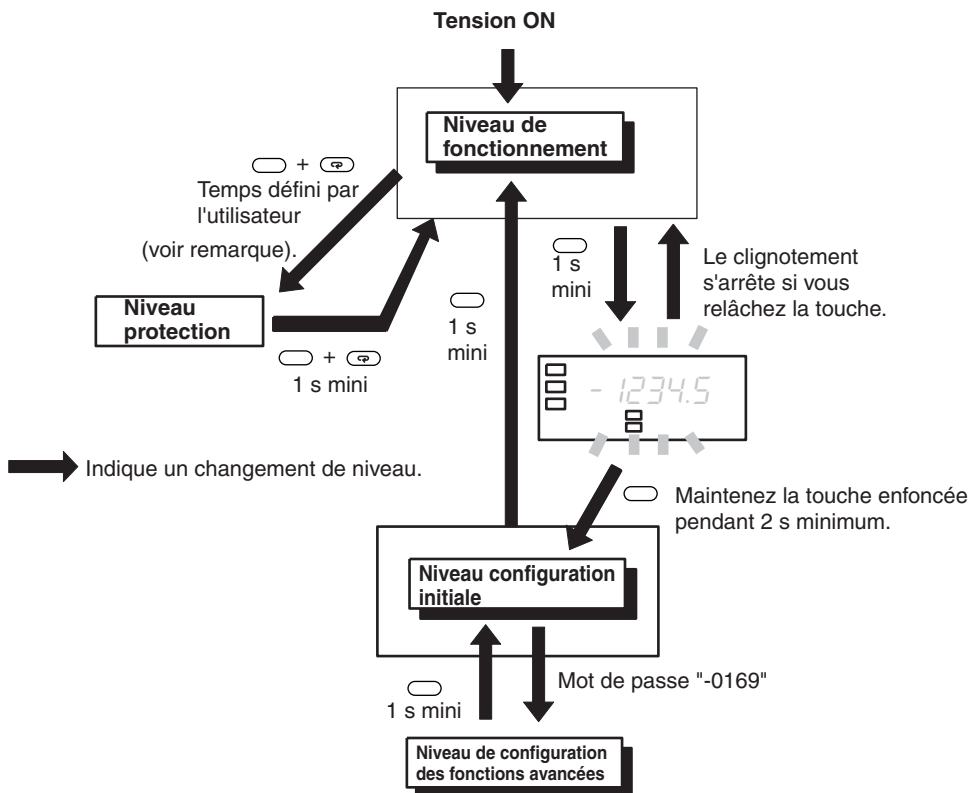 Tension ON
Niveau de
fonctionnement
+
Temps défini par
l'utilisateur
(voir remarque).
1 s
mini
Le clignotement
s'arrête si vous
relâchez la touche.
Niveau
protection
1 s
mini
+
1 s mini
- 1234.5
Indique un changement de niveau.
Maintenez la touche enfoncée
pendant 2 s minimum.
Niveau configuration
initiale
Mot de passe "-0169"
1 s mini
Niveau de configuration
des fonctions avancées